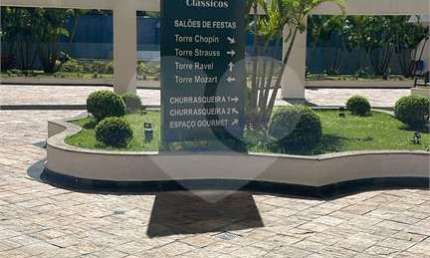 Clássicos
SALÕES DE FESTAS
Torre Chopin ↘
Torre Strauss →
Torre Ravel ↑
Torre Mozart ←
CHURRASQUEIRA 1 →
CHURRASQUEIRA 2 ↖
ESPAÇO GOURMET ↗